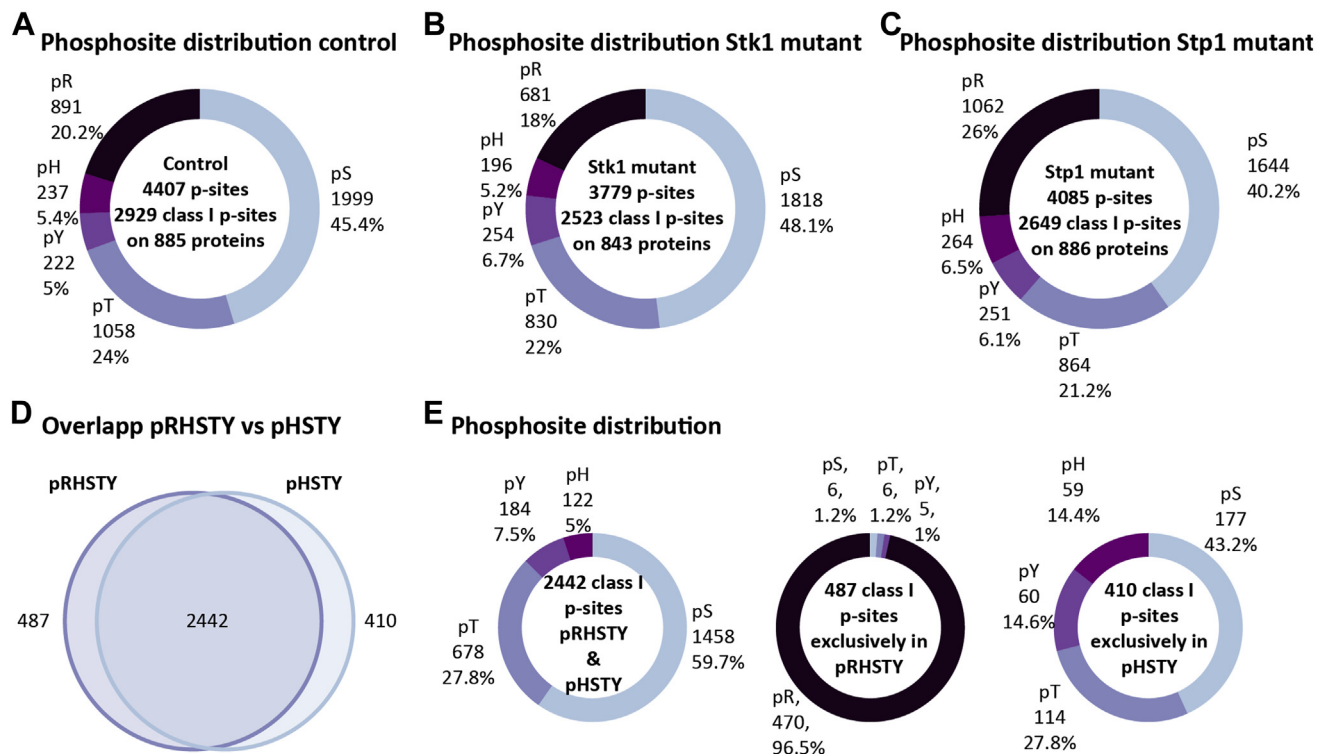 A Phosphosite distribution control
pR
891
20.2%
pH
237
5.4%
pY
222
5%
pT
1058
24%
pS
1999
45.4%
Control
4407 p-sites
2929 class I p-sites
on 885 proteins
B Phosphosite distribution Stk1 mutant
pR
681
18%
pH
196
5.2%
pY
254
6.7%
pT
830
22%
pS
1818
48.1%
Stk1 mutant
3779 p-sites
2523 class I p-sites
on 843 proteins
C Phosphosite distribution Stp1 mutant
pR
1062
26%
pH
264
6.5%
pY
251
6.1%
pT
864
21.2%
pS
1644
40.2%
Stp1 mutant
4085 p-sites
2649 class I p-sites
on 886 proteins
D Overlapp pRHSTY vs pHSTY
pRHSTY
pHSTY
487
2442
410
E Phosphosite distribution
pY
184
7.5%
pH
122
5%
pT
678
27.8%
pS
1458
59.7%
2442 class I
p-sites
pRHSTY
&
pHSTY
pS,
6,
1.2%
pT,
6,
1.2%
pY,
5,
1%
pR,
470,
96.5%
487 class I
p-sites
exclusively in
pRHSTY
pH
59
14.4%
pY
60
14.6%
pT
114
27.8%
pS
177
43.2%
410 class I
p-sites
exclusively in
pHSTY